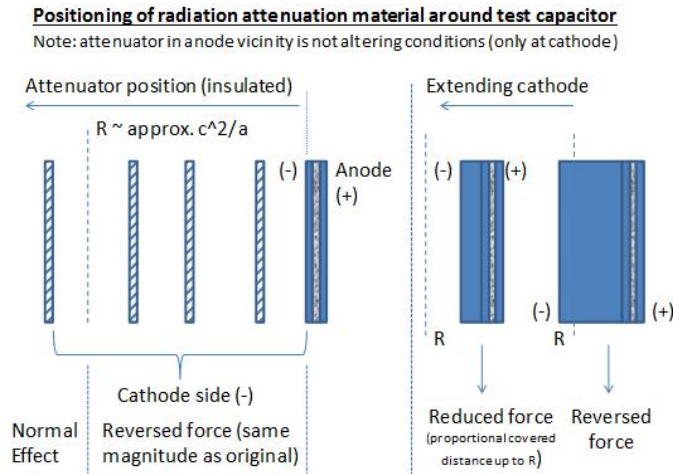 Positioning of radiation attenuation material around test capacitor
Note: attenuator in anode vicinity is not altering conditions (only at cathode)
Attenuator position (insulated)
Extending cathode
R ~ approx. c^2/a
(-)
Anode
(+)
(-)
(+)
(-)
(+)
R
R
Cathode side (-)
Normal
Effect
Reversed force (same
magnitude as original)
Reduced force
(proportional covered
distance up to R)
Reversed
force